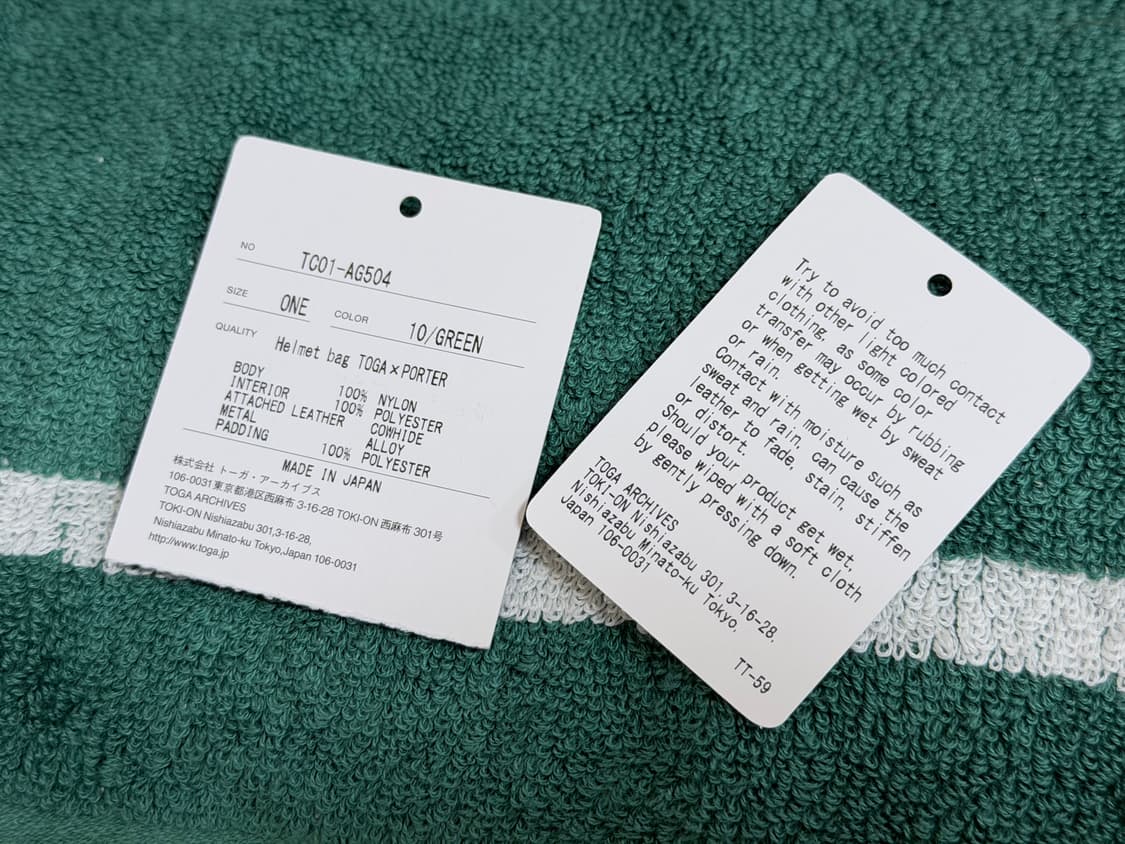 NO TC01-AG504
SIZE ONE COLOR 10/GREEN
QUALITY Helmet bag TOGA×PORTER
BODY 100% NYLON
INTERIOR 100% POLYESTER
ATTACHED LEATHER COWHIDE
METAL ALLOY
PADDING 100% POLYESTER
MADE IN JAPAN
株式会社 トーガ・アーカイブス
106-0031東京都港区西麻布 3-16-28 TOKI-ON 西麻布 301号
TOGA ARCHIVES
TOKI-ON Nishiazabu 301,3-16-28,
Nishiazabu Minato-ku Tokyo,Japan 106-0031
http://www.toga.jp
Try to avoid too much contact
with other light colored
clothing, as some color
transfer may occur by rubbing
or when getting wet by sweat
or rain.
Contact with moisture such as
sweat and rain, can cause the
leather to fade, stain, stiffen
or distort.
Should your product get wet,
please wiped with a soft cloth
by gently pressing down.
TOGA ARCHIVES
TOKI-ON Nishiazabu 301, 3-16-28,
Nishiazabu Minato-ku Tokyo,
Japan 106-0031
TT-59